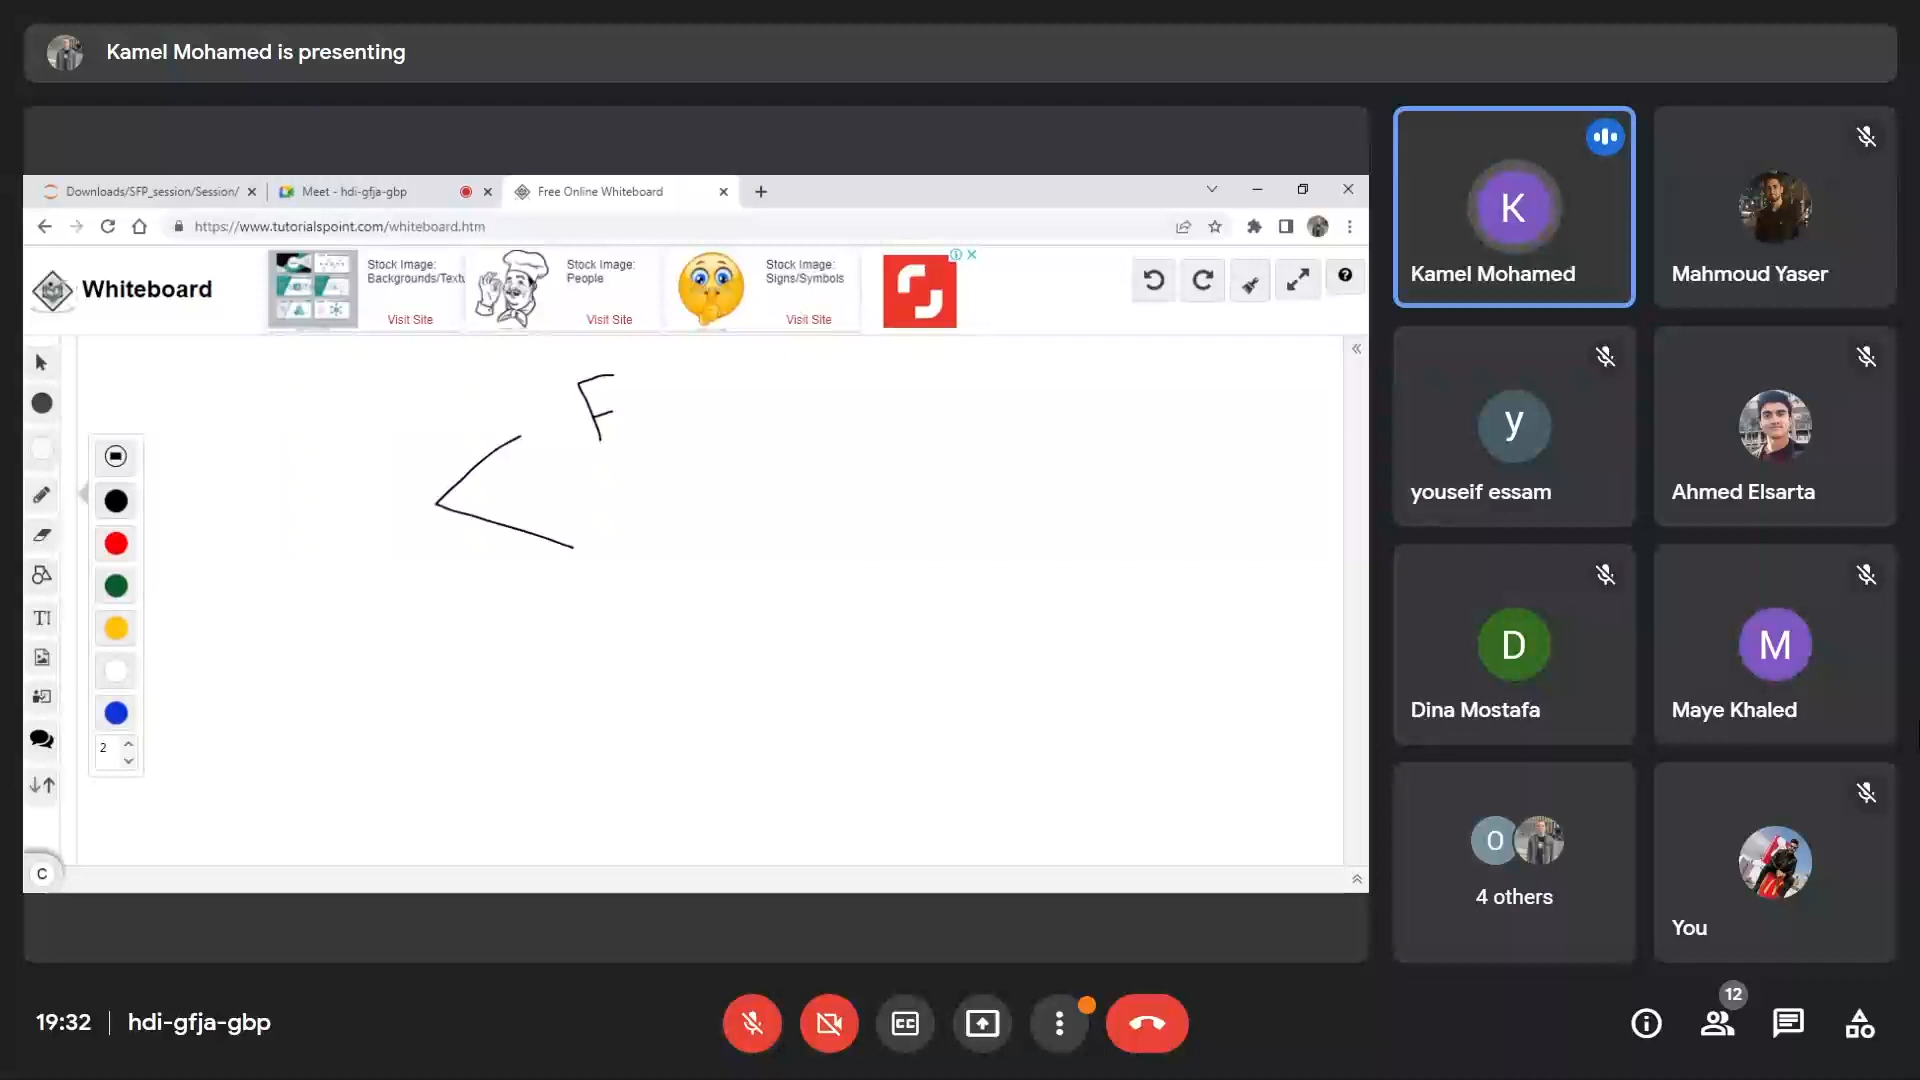 Kamel Mohamed is presenting
Downloads/SFP_session/Session/
Meet - hdi-gfja-gbp
Free Online Whiteboard
https://www.tutorialspoint.com/whiteboard.htm
Whiteboard
Stock Image:
Backgrounds/Textu
Visit Site
Stock Image:
People
Visit Site
Stock Image:
Signs/Symbols
Visit Site
F
TI
2
C
K
Kamel Mohamed
Mahmoud Yaser
y
youseif essam
Ahmed Elsarta
D
Dina Mostafa
M
Maye Khaled
O
4 others
You
19:32
hdi-gfja-gbp
CC
12